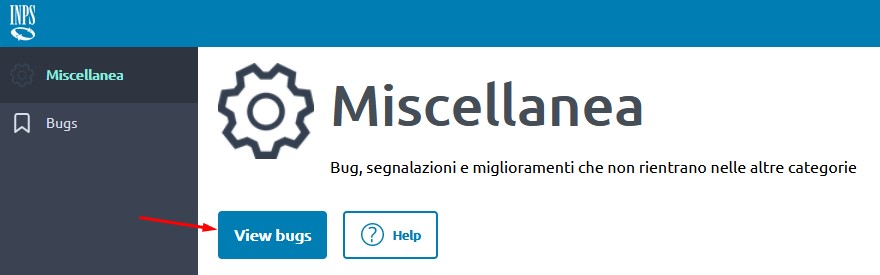 INPS
Miscellanea
Bugs
Miscellanea
Bug, segnalazioni e miglioramenti che non rientrano nelle altre categorie
View bugs
? Help